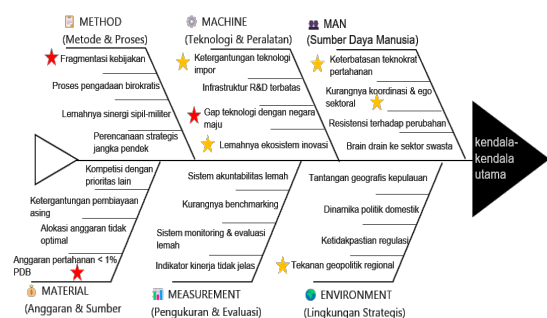 METHOD
(Metode & Proses)
Fragmentasi kebijakan
Proses pengadaan birokratis
Lemahnya sinergi sipil-militer
Perencanaan strategis
jangka pendek
MACHINE
(Teknologi & Peralatan)
Ketergantungan teknologi
impor
Infrastruktur R&D terbatas
Gap teknologi dengan negara
maju
Lemahnya ekosistem inovasi
MAN
(Sumber Daya Manusia)
Keterbatasan teknokrat
pertahanan
Kurangnya koordinasi & ego
sektoral
Resistensi terhadap perubahan
Brain drain ke sektor swasta
kendala-
kendala
utama
Kompetisi dengan
prioritas lain
Ketergantungan pembiayaan
asing
Alokasi anggaran tidak
optimal
Anggaran pertahanan < 1%
PDB
MATERIAL
(Anggaran & Sumber
Sistem akuntabilitas lemah
Kurangnya benchmarking
Sistem monitoring & evaluasi
lemah
Indikator kinerja tidak jelas
MEASUREMENT
(Pengukuran & Evaluasi)
Tantangan geografis kepulauan
Dinamika politik domestik
Ketidakpastian regulasi
Tekanan geopolitik regional
ENVIRONMENT
(Lingkungan Strategis)